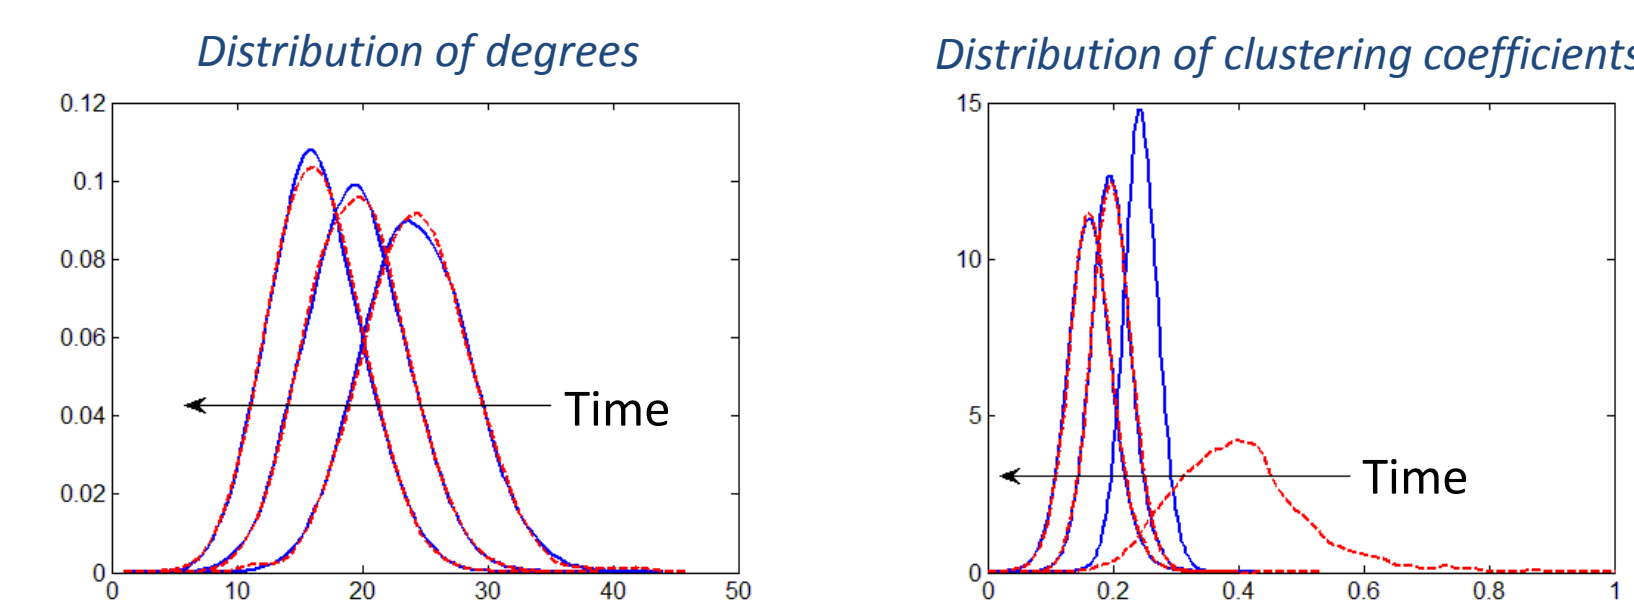 Distribution of degrees
0.12
0.1
0.08
0.06
0.04
0.02
0
0 10 20 30 40 50
Time
Distribution of clustering coefficients
15
10
5
0
0 0.2 0.4 0.6 0.8 1
Time